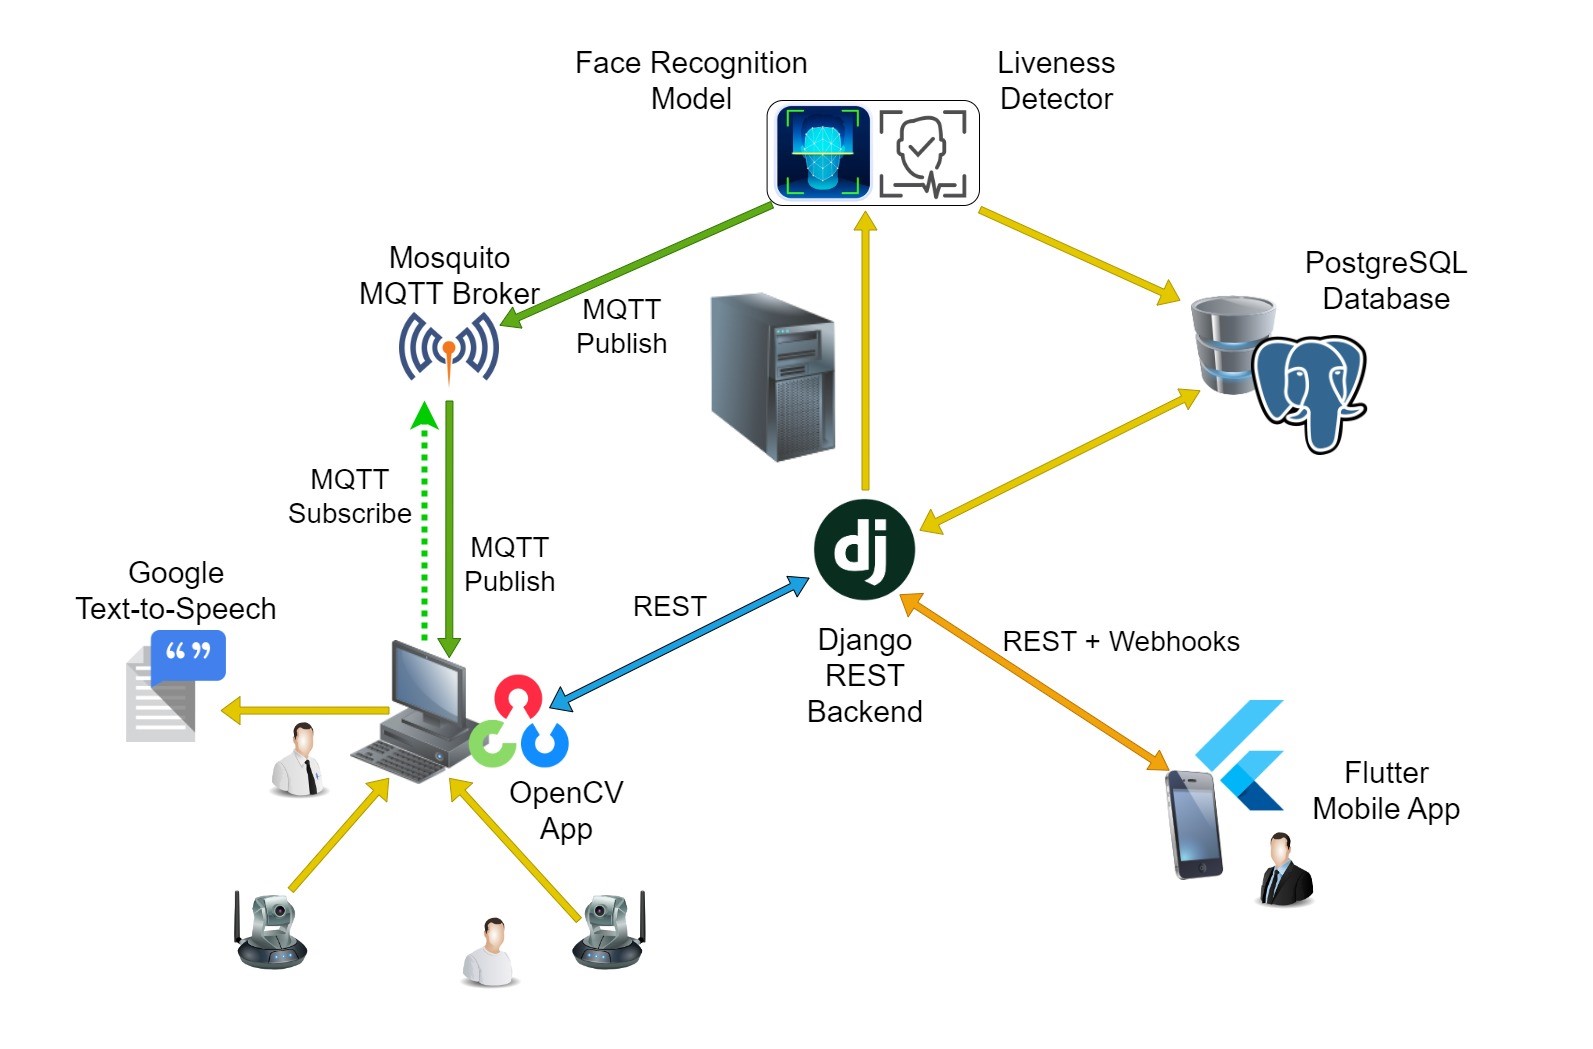 Face Recognition
Model
Liveness
Detector
Mosquito
MQTT Broker
MQTT
Publish
PostgreSQL
Database
MQTT
Subscribe
MQTT
Publish
dj
Google
Text-to-Speech
“ ”
REST
Django
REST
Backend
REST + Webhooks
OpenCV
App
Flutter
Mobile App